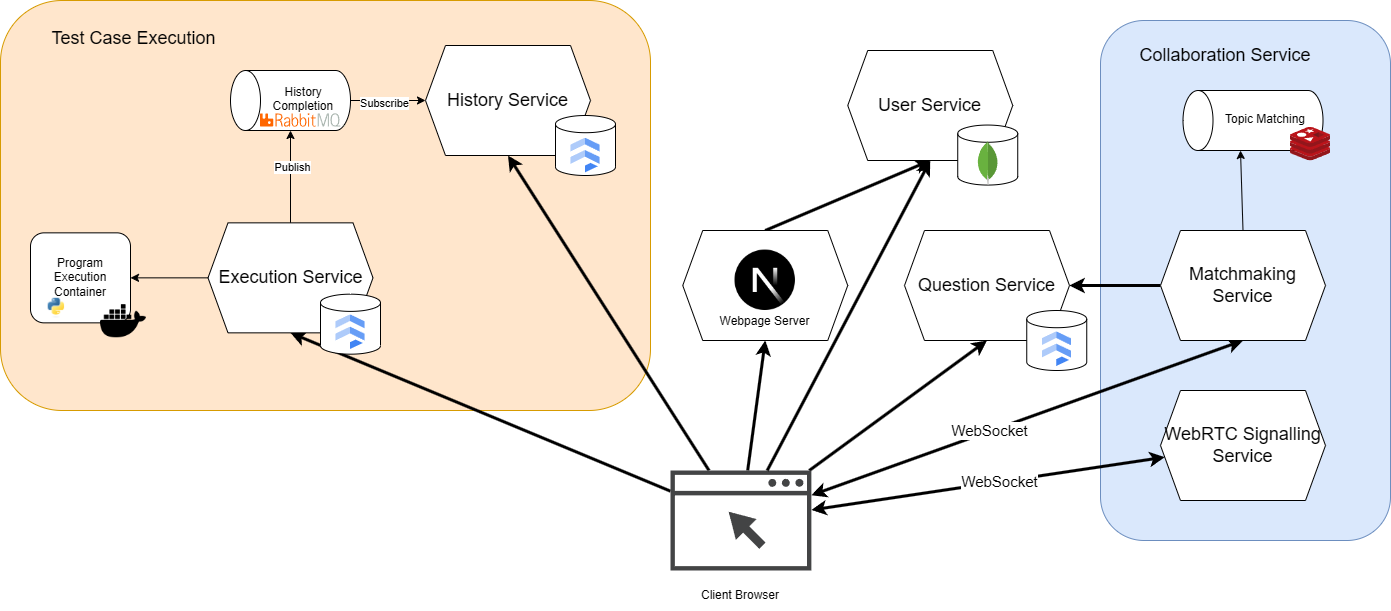 Test Case Execution
History
Completion
RabbitMQ
Subscribe
History Service
Publish
Program
Execution
Container
Execution Service
User Service
N
Webpage Server
Question Service
Collaboration Service
Topic Matching
Matchmaking
Service
WebSocket
WebRTC Signalling
Service
WebSocket
Client Browser